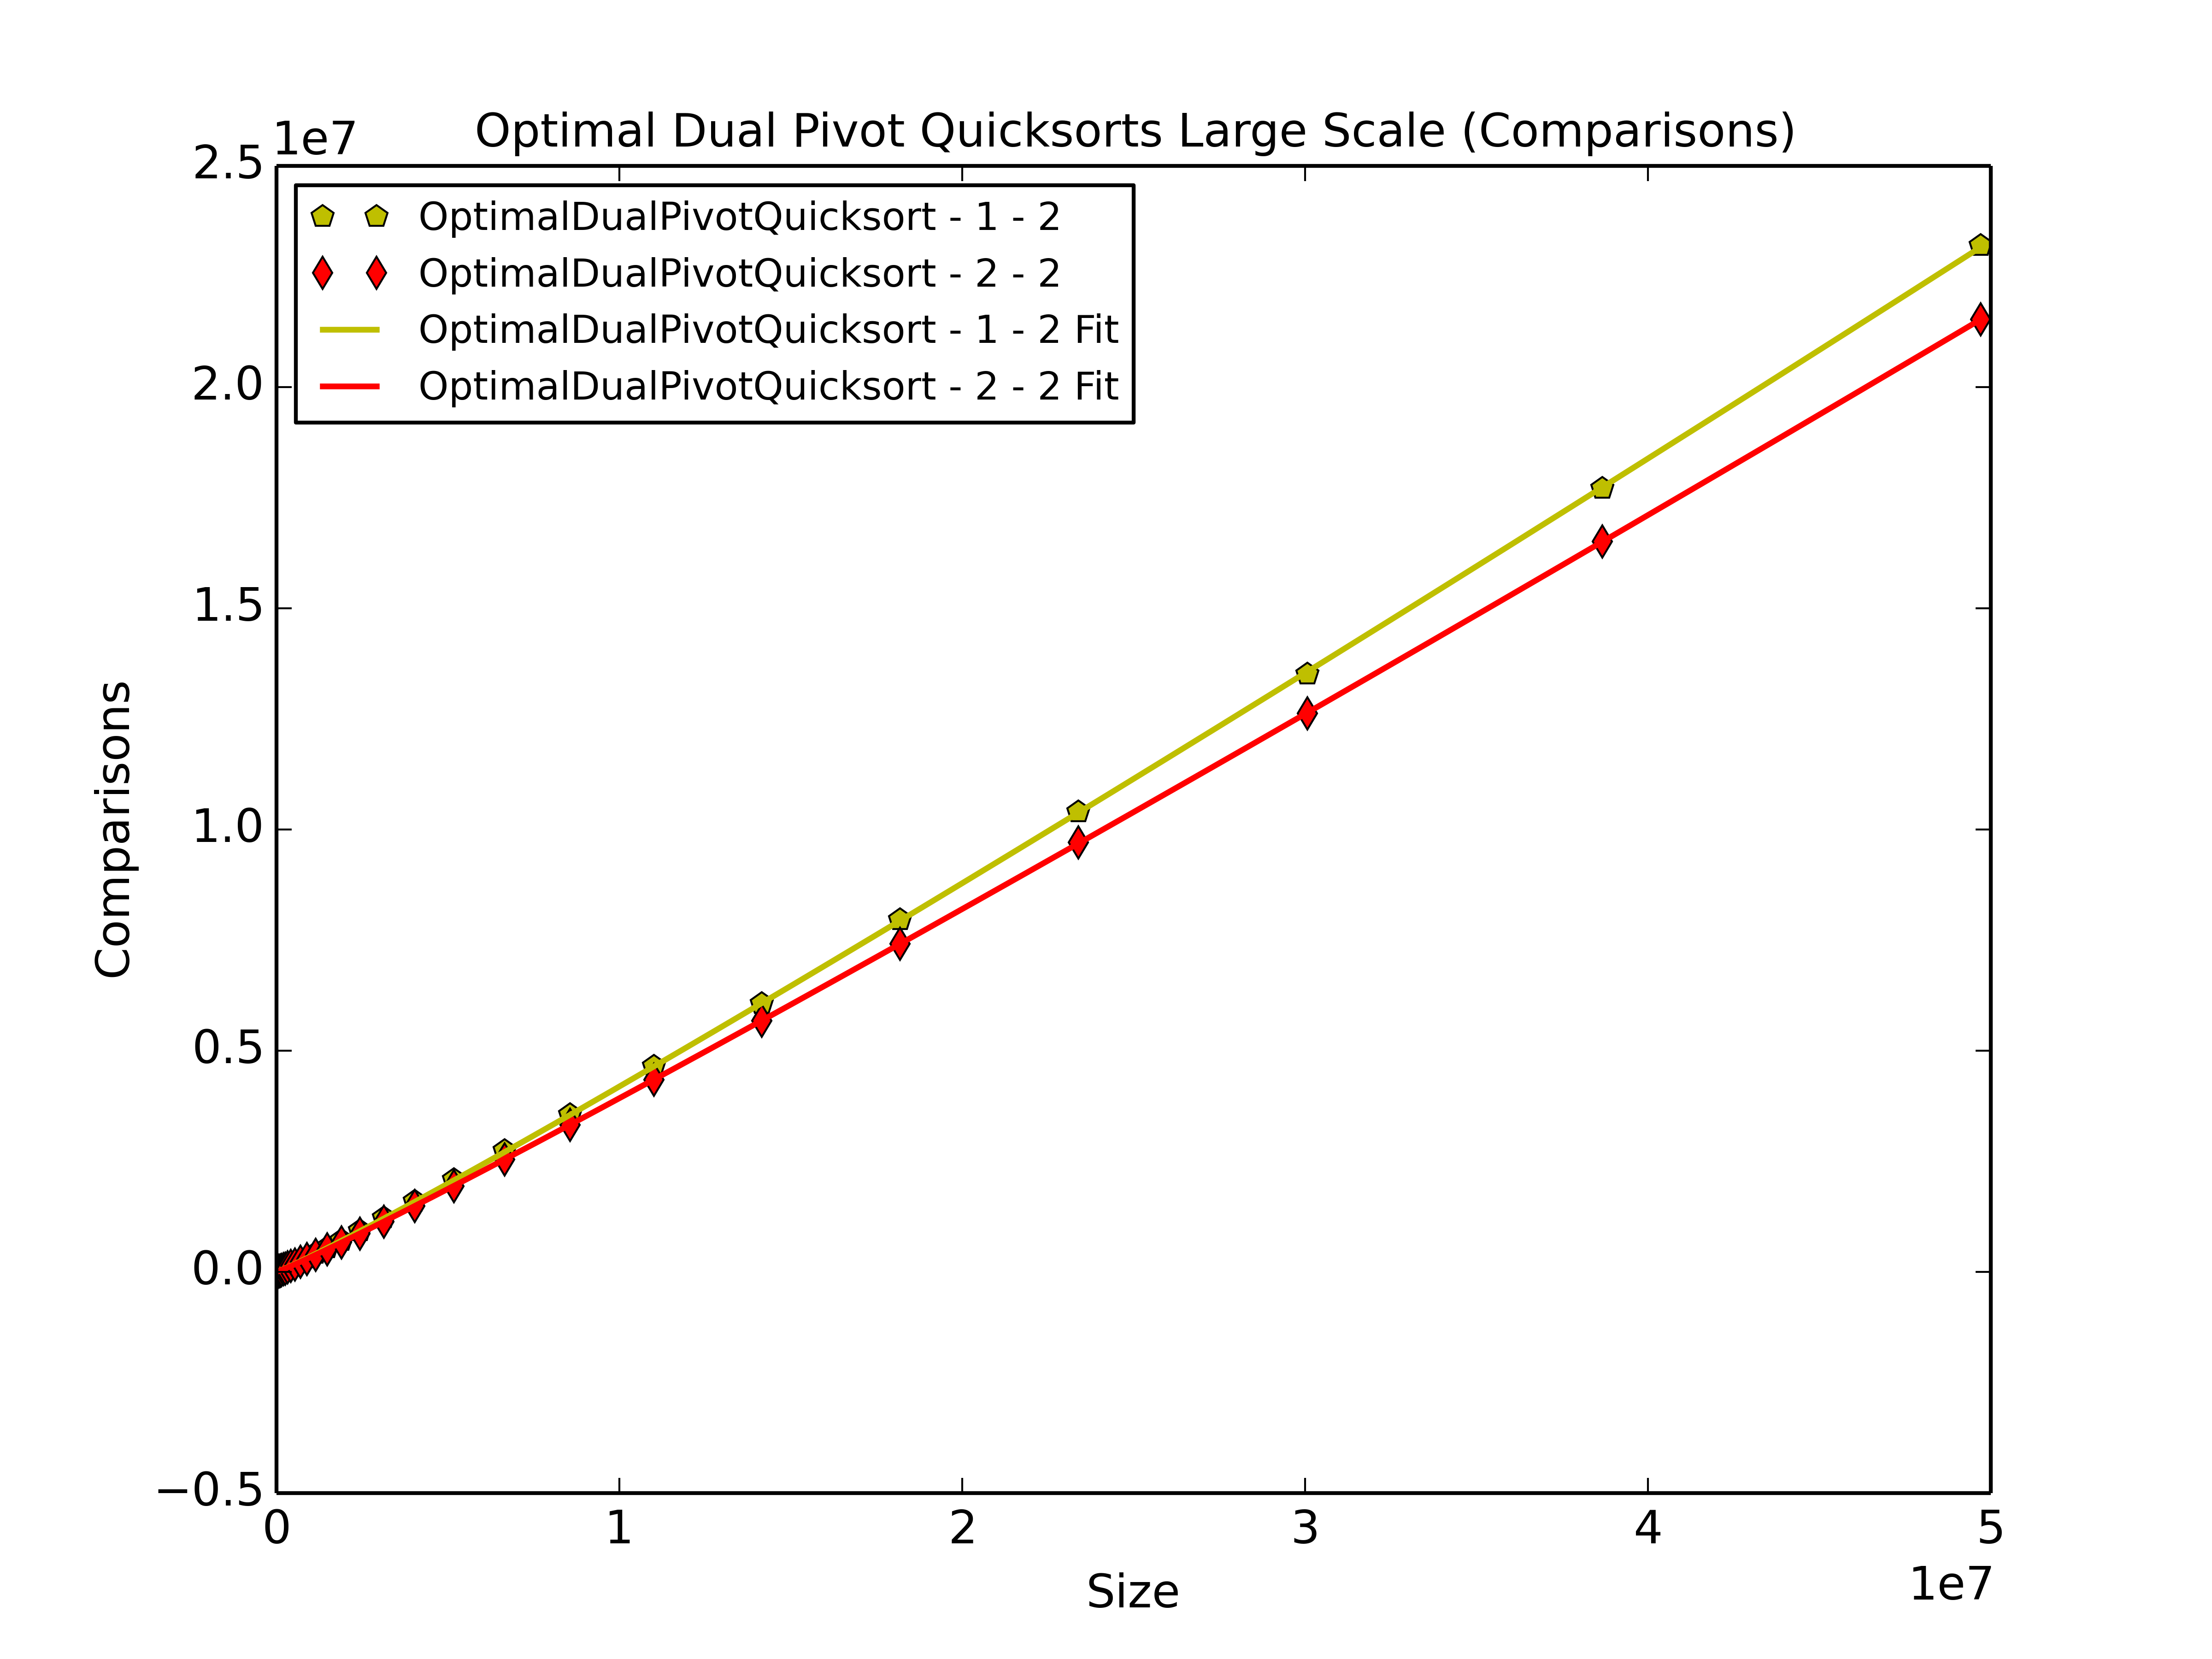 Optimal Dual Pivot Quicksorts Large Scale (Comparisons)
1e7
2.5
2.0
1.5
1.0
0.5
0.0
−0.5
Comparisons
OptimalDualPivotQuicksort - 1 - 2
OptimalDualPivotQuicksort - 2 - 2
OptimalDualPivotQuicksort - 1 - 2 Fit
OptimalDualPivotQuicksort - 2 - 2 Fit
0 1 2 3 4 5
1e7
Size